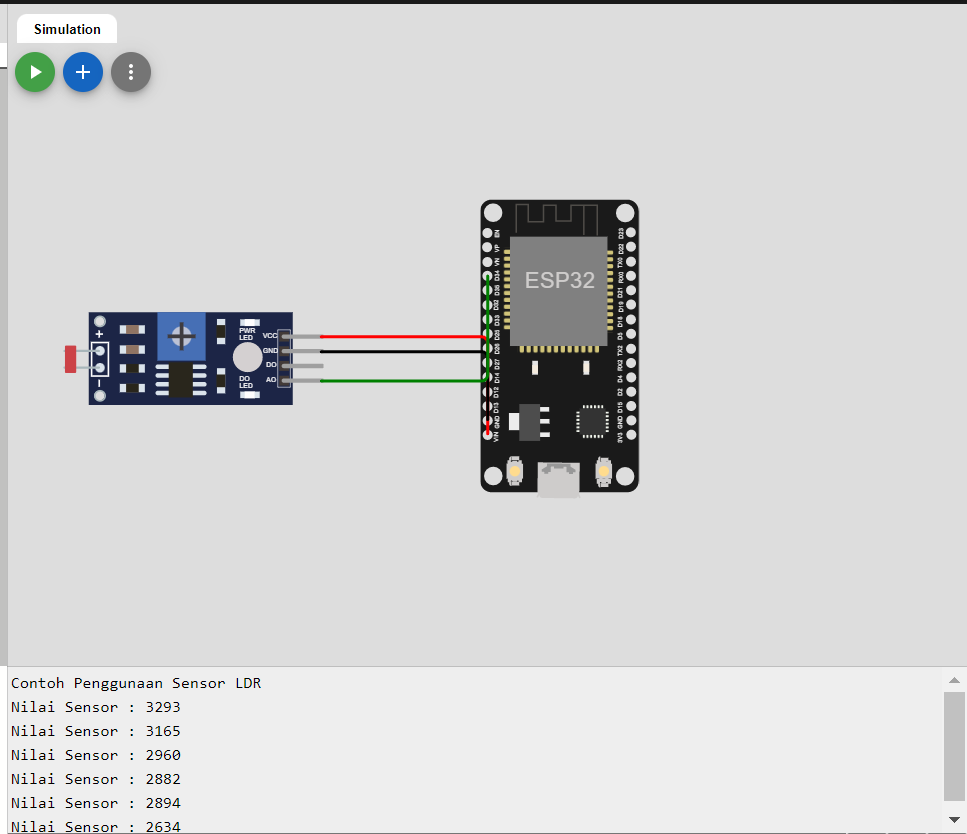 Simulation
ESP32
EN
VP
VN
D34
D35
D32
D33
D25
D26
D27
D14
D12
D13
GND
VIN
D23
D22
TX0
RX0
D21
D19
D18
D5
TX2
RX2
D4
D2
D15
GND
3V3
+
PWR
LED
VCC
GND
DO
AO
DO
LED
Contoh Penggunaan Sensor LDR
Nilai Sensor : 3293
Nilai Sensor : 3165
Nilai Sensor : 2960
Nilai Sensor : 2882
Nilai Sensor : 2894
Nilai Sensor : 2634